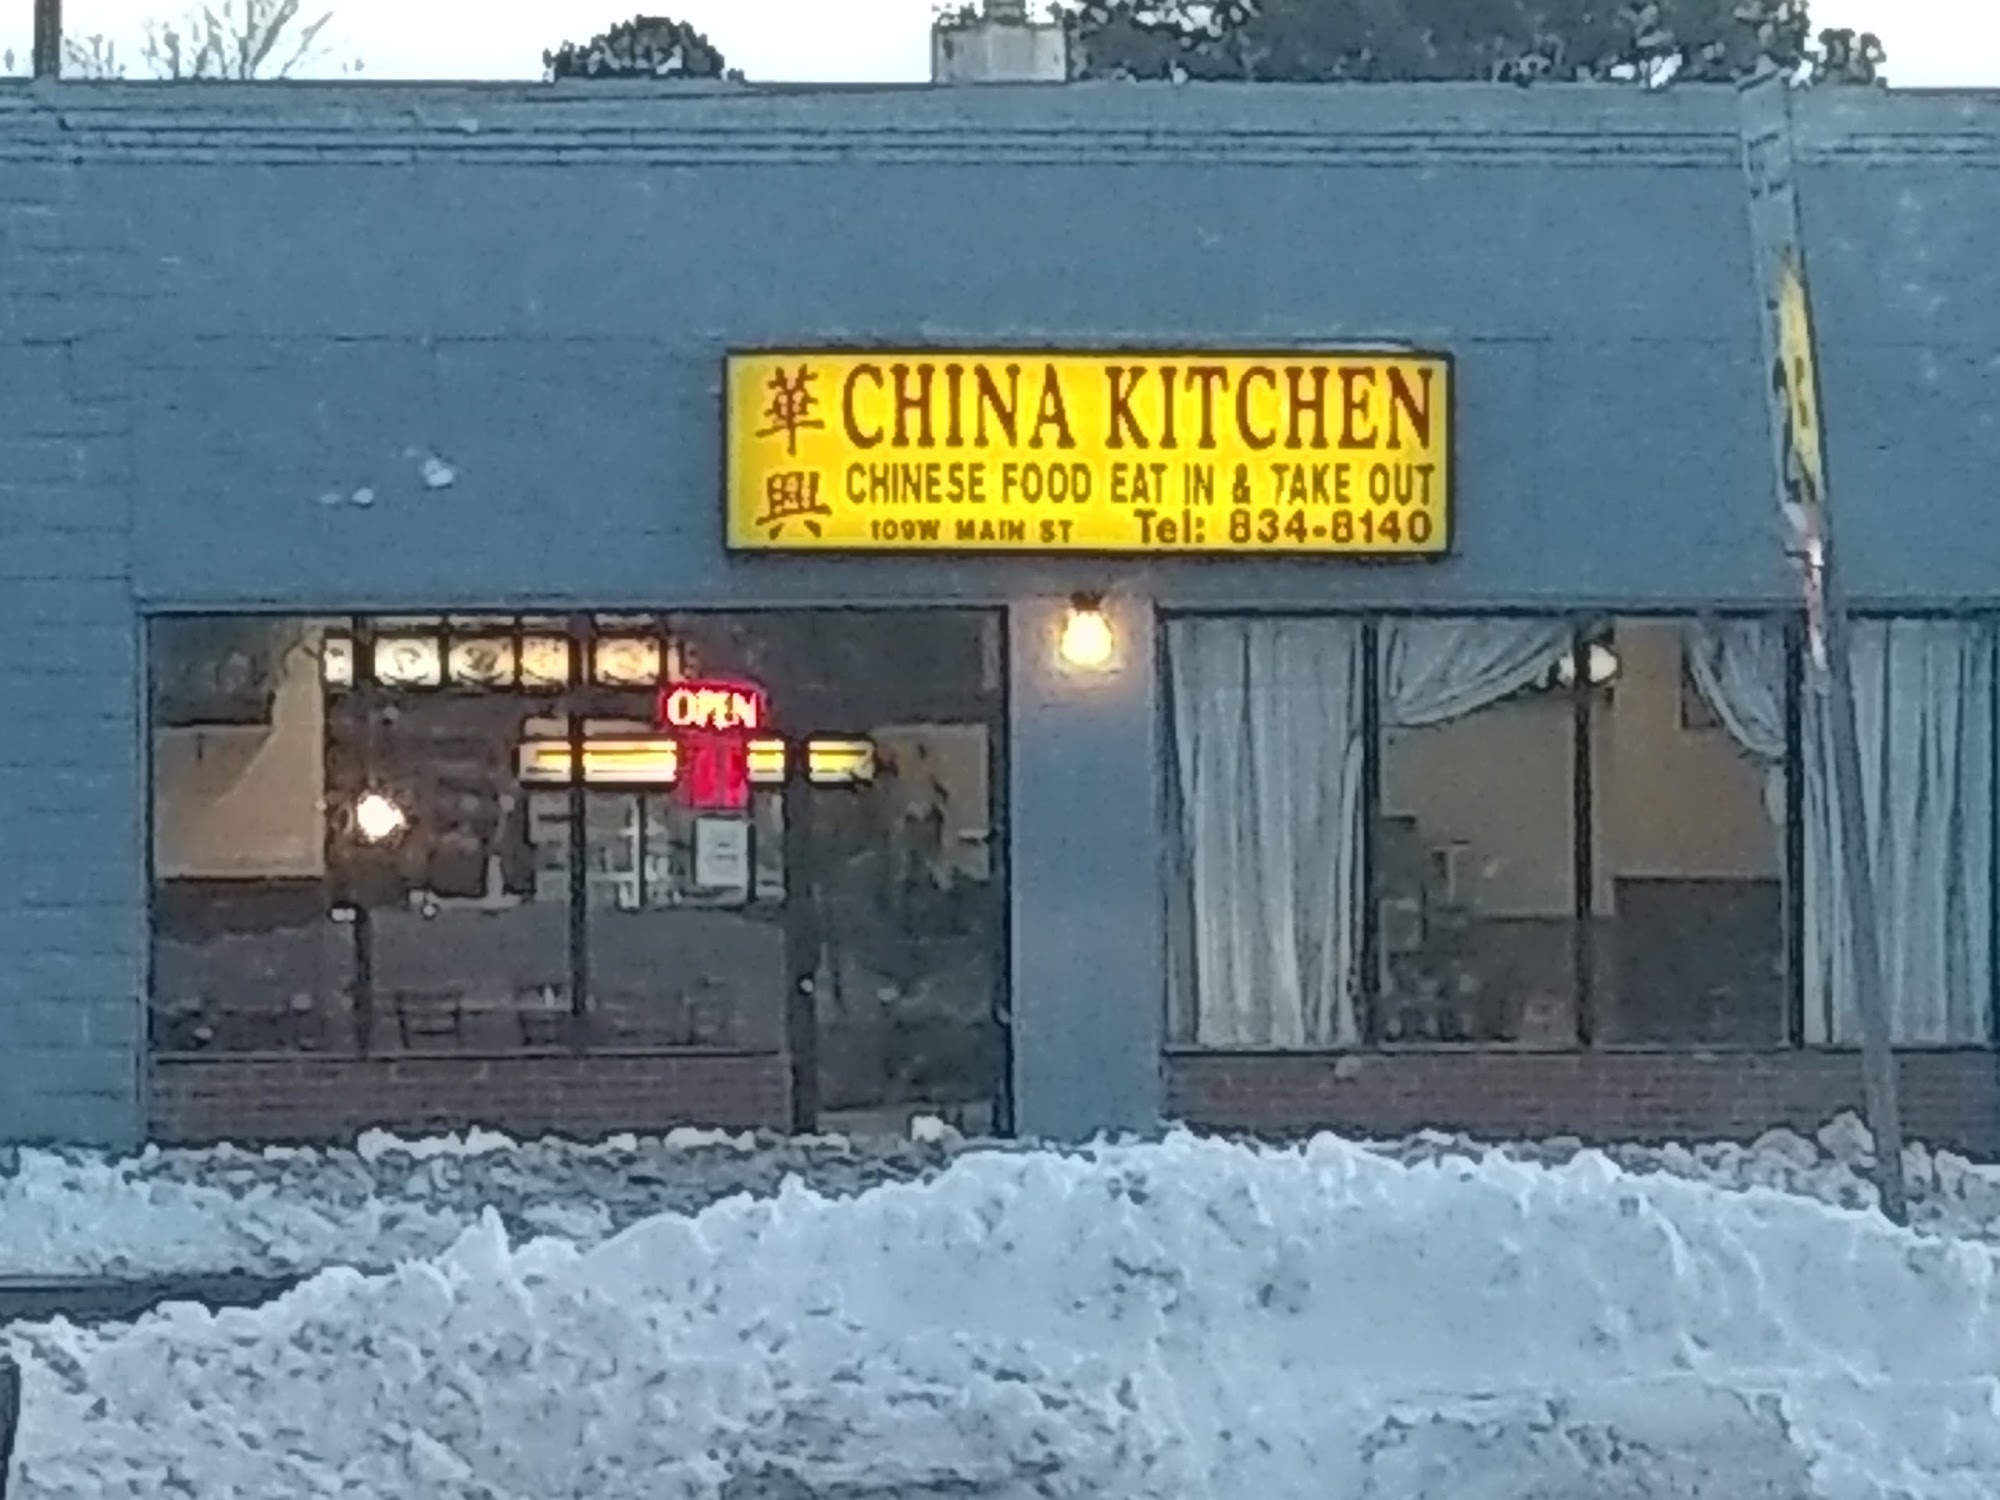 華興
CHINA KITCHEN
CHINESE FOOD EAT IN & TAKE OUT
109W MAIN ST Tel: 834-8140
OPEN